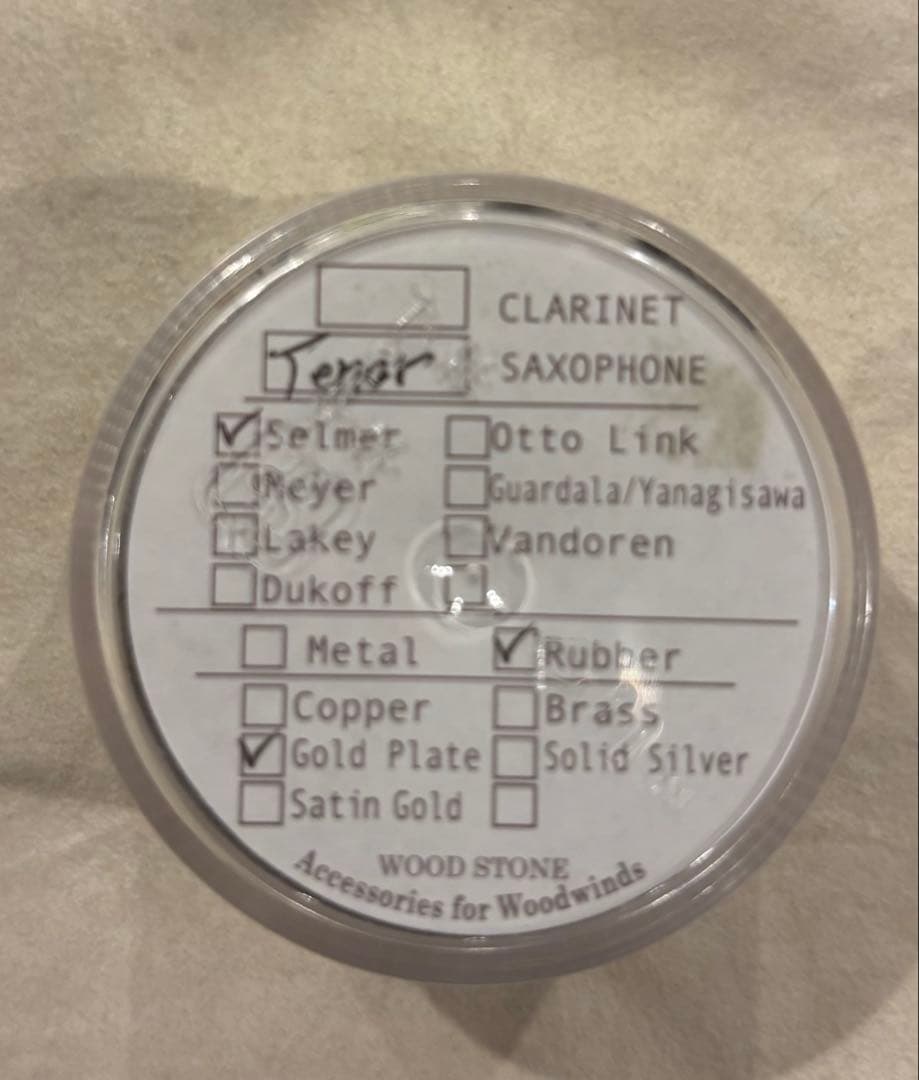 CLARINET
Tenor SAXOPHONE
Selmer Otto Link
Meyer Guardala/Yanagisawa
Lakey Vandoren
Dukoff
Metal Rubber
Copper Brass
Gold Plate Solid Silver
Satin Gold
WOOD STONE
Accessories for Woodwinds